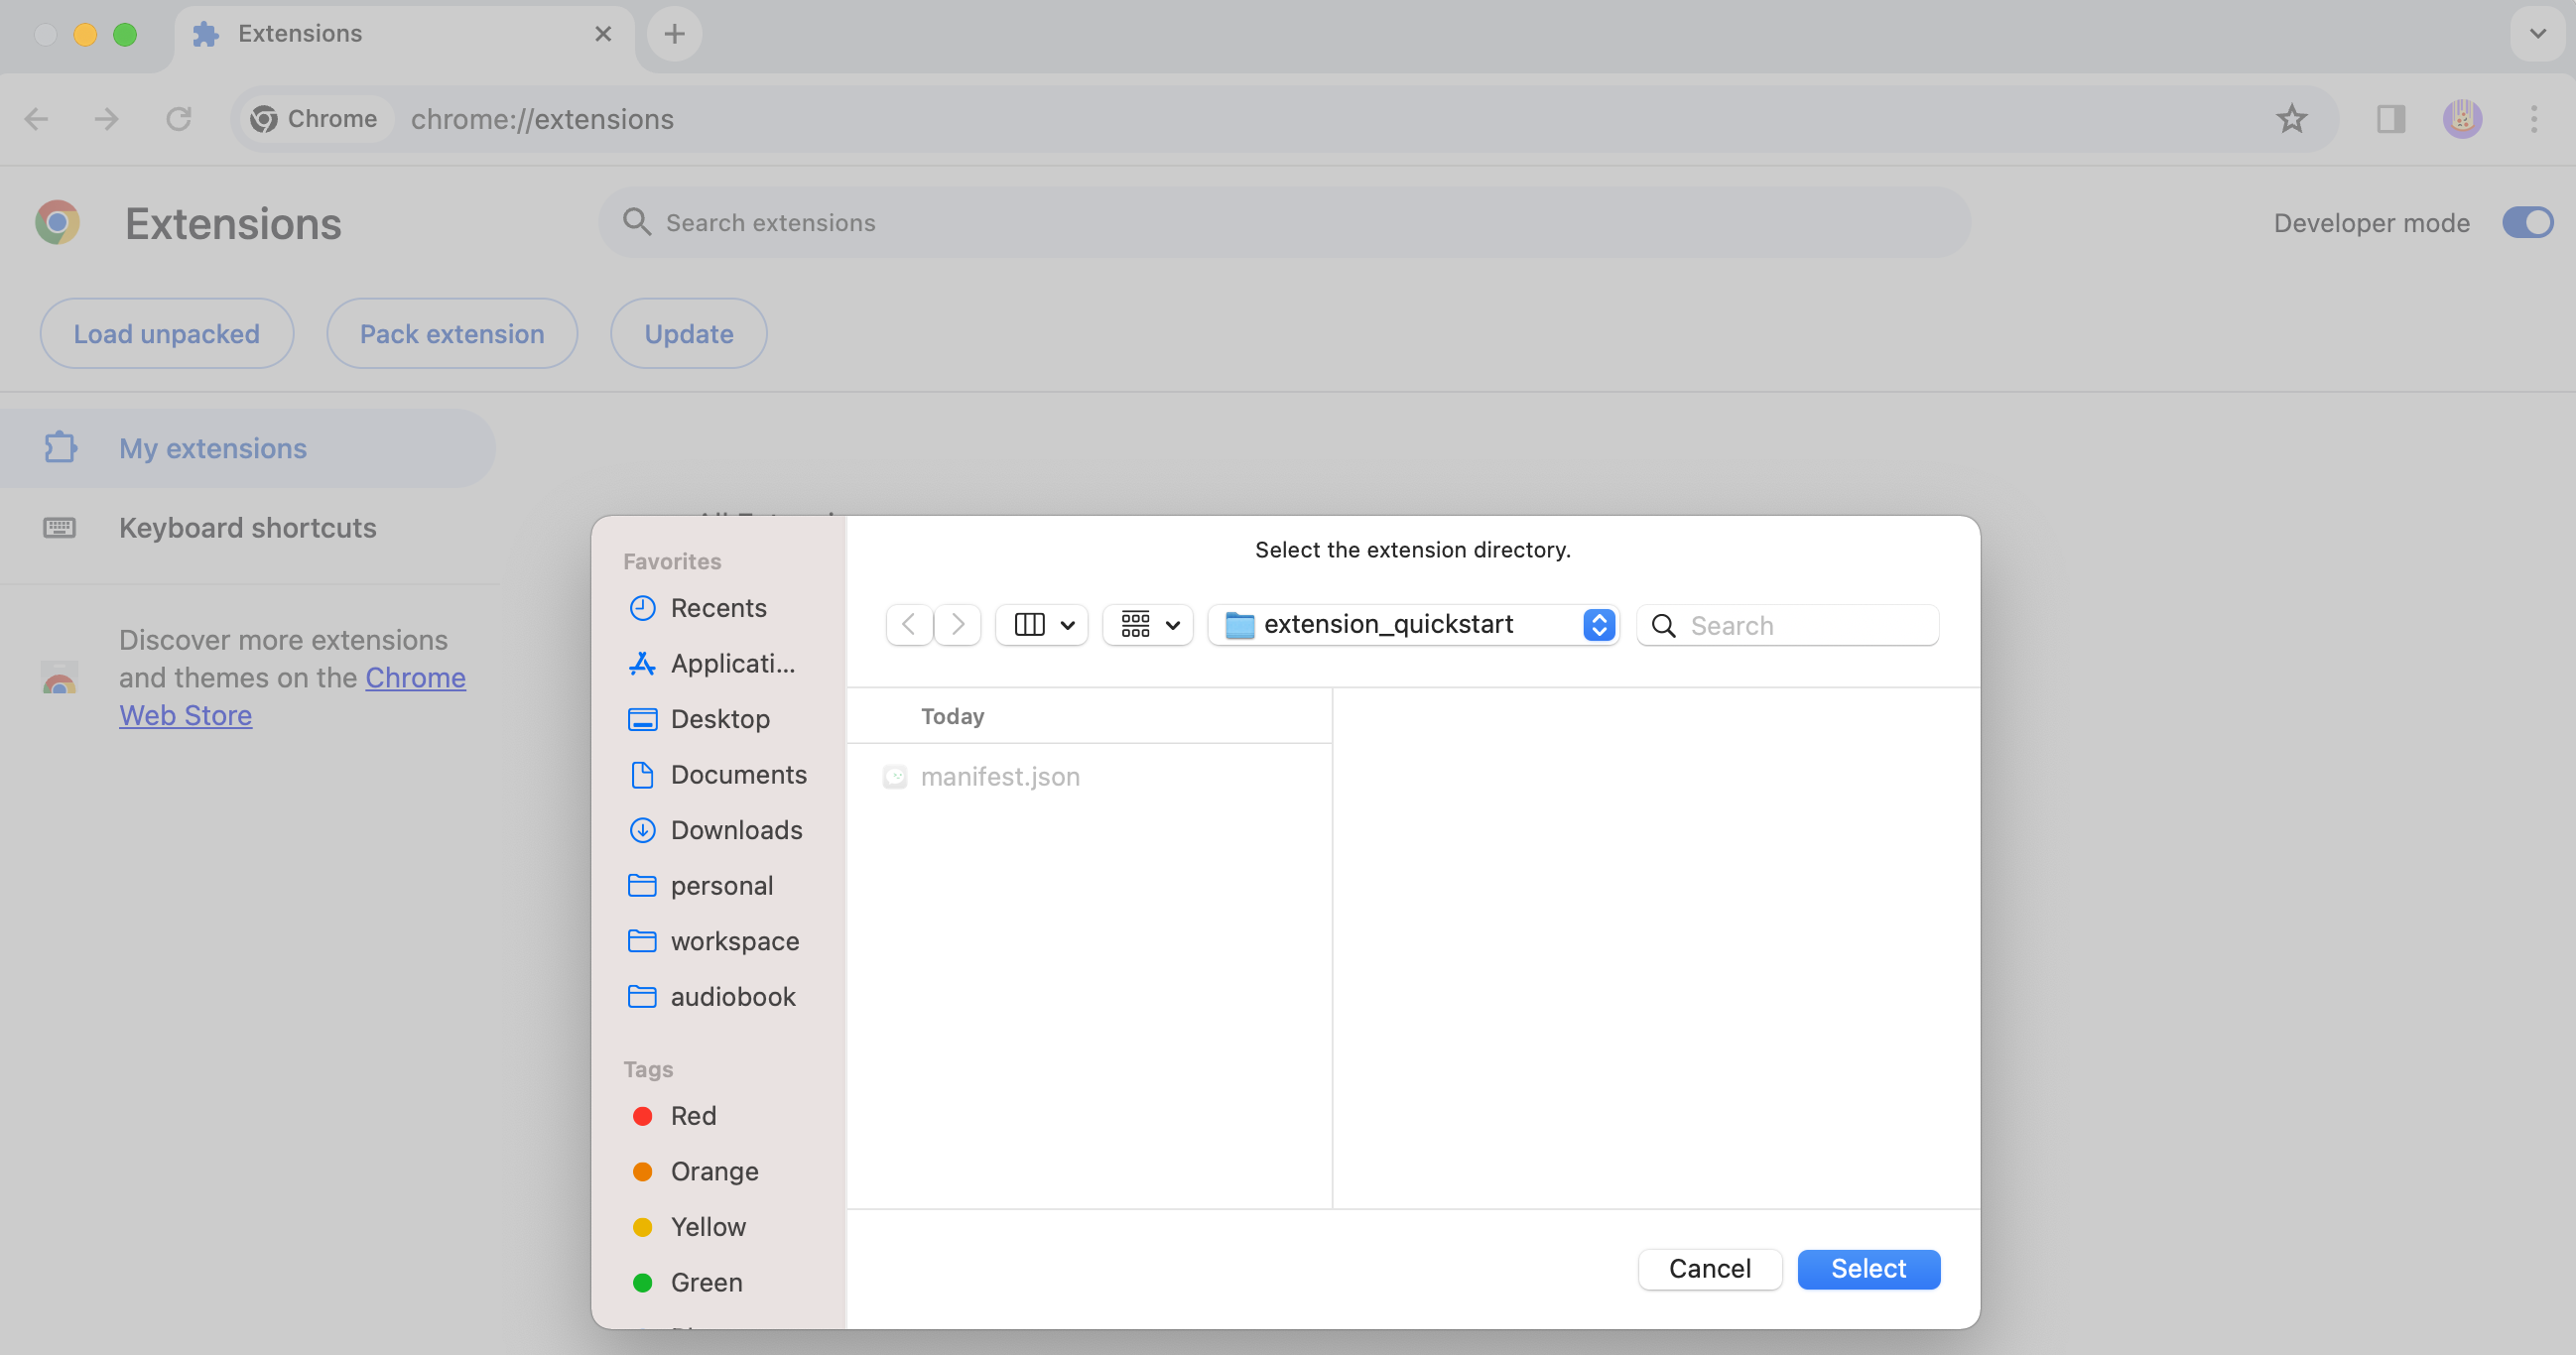 Extensions
Chrome
chrome://extensions
Extensions
Search extensions
Developer mode
Load unpacked
Pack extension
Update
My extensions
Keyboard shortcuts
Discover more extensions
and themes on the Chrome
Web Store
Favorites
Recents
Applicati...
Desktop
Documents
Downloads
personal
workspace
audiobook
Tags
Red
Orange
Yellow
Green
Select the extension directory.
extension_quickstart
Search
Today
manifest.json
Cancel
Select